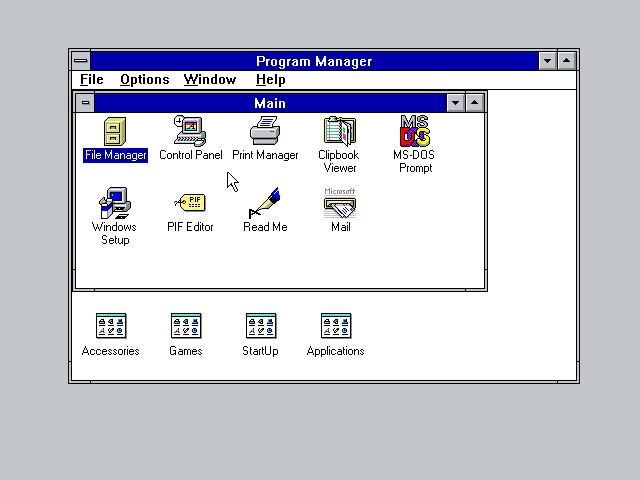 Program Manager
File Options Window Help
Main
File Manager Control Panel Print Manager Clipbook Viewer MS-DOS Prompt
MS
DOS
Windows Setup PIF Editor Read Me Mail
PIF
Microsoft
Accessories Games StartUp Applications